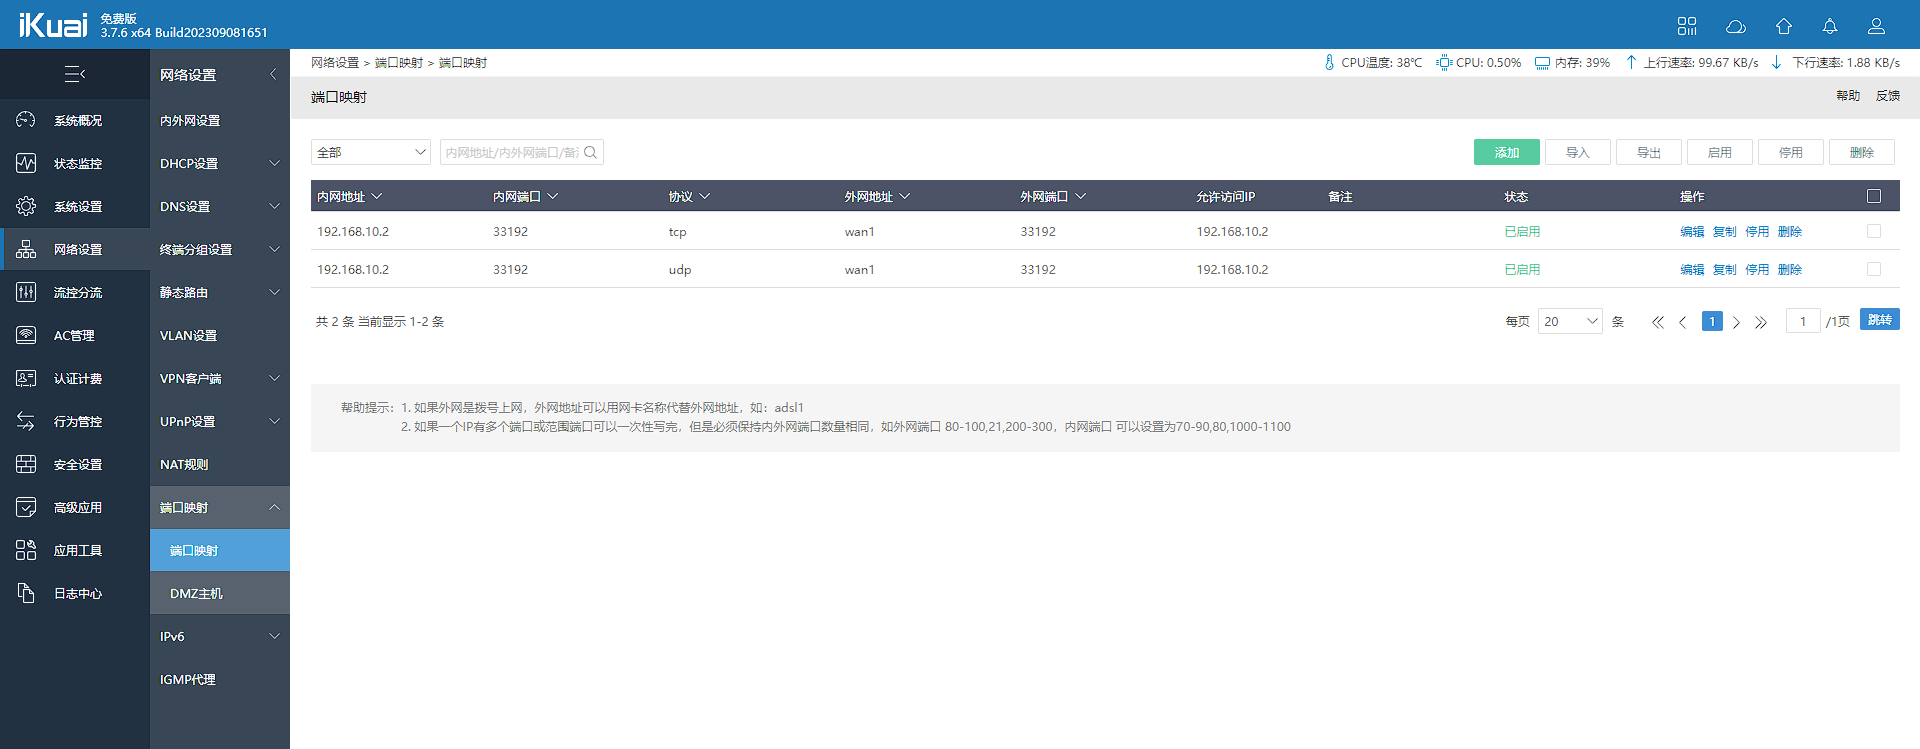 iKuai
免费版
3.7.6 x64 Build202309081651
系统概况
状态监控
系统设置
网络设置
流控分流
AC管理
认证计费
行为管控
安全设置
高级应用
应用工具
日志中心
网络设置
内外网设置
DHCP设置
DNS设置
终端分组设置
静态路由
VLAN设置
VPN客户端
UPnP设置
NAT规则
端口映射
端口映射
DMZ主机
IPv6
IGMP代理
网络设置 > 端口映射 > 端口映射
CPU温度: 38℃ CPU: 0.50% 内存: 39% 上行速率: 99.67 KB/s 下行速率: 1.88 KB/s
端口映射 帮助 反馈
全部 内网地址/内外网端口/备 添加 导入 导出 启用 停用 删除
内网地址 内网端口 协议 外网地址 外网端口 允许访问IP 备注 状态 操作
192.168.10.2 33192 tcp wan1 33192 192.168.10.2 已启用 编辑 复制 停用 删除
192.168.10.2 33192 udp wan1 33192 192.168.10.2 已启用 编辑 复制 停用 删除
共 2 条 当前显示 1-2 条 每页 20 条 1 1 /1页 跳转
帮助提示: 1. 如果外网是拨号上网，外网地址可以用网卡名称代替外网地址，如：adsl1
2. 如果一个IP有多个端口或范围端口可以一次性写完，但是必须保持内外网端口数量相同，如外网端口 80-100,21,200-300，内网端口 可以设置为70-90,80,1000-1100